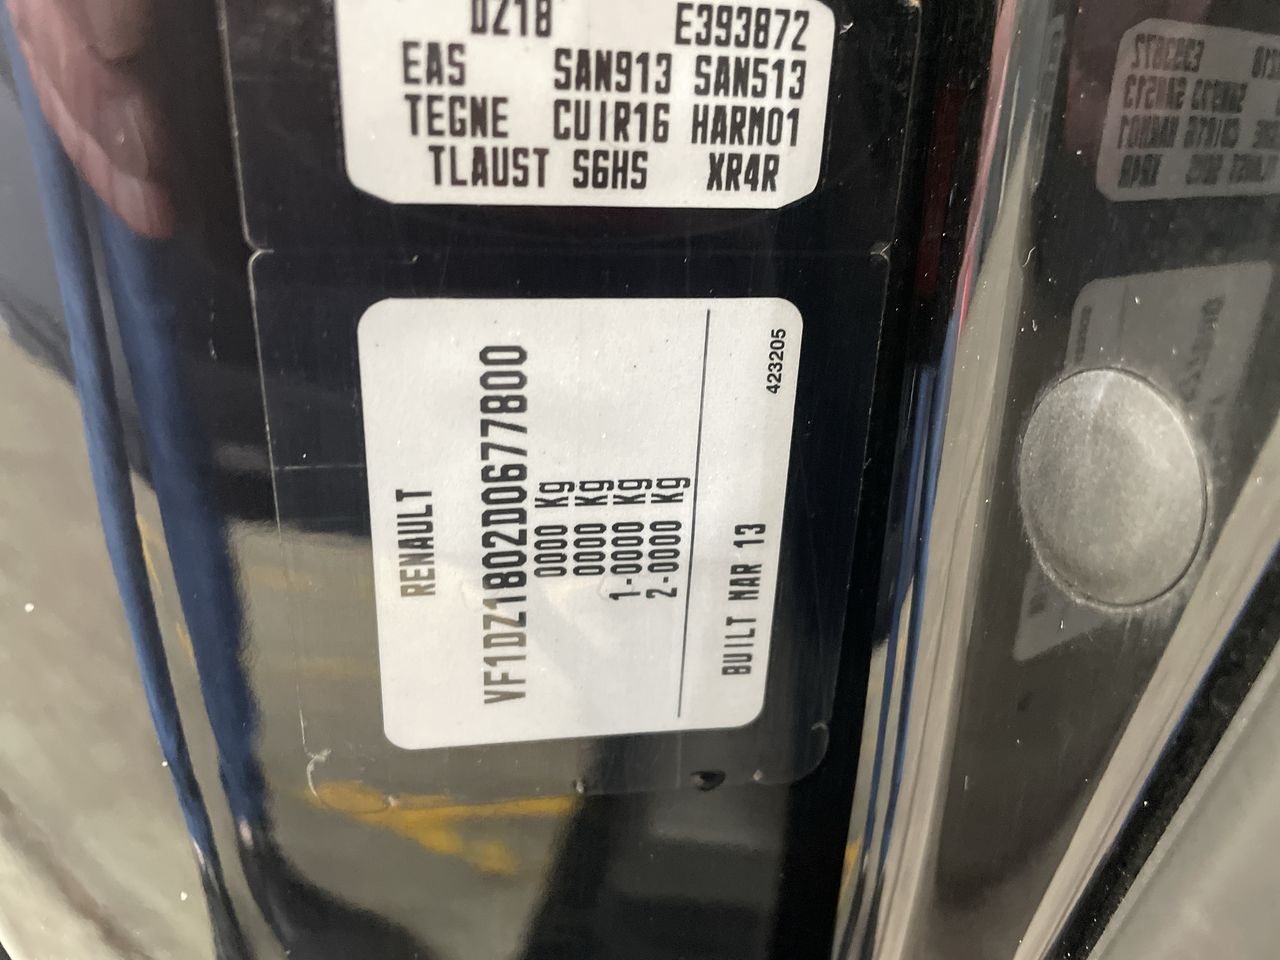 DZ18 E393872
EAS SAN913 SAN513
TEGNE CUIR16 HARM01
TLAUST S6HS XR4R
RENAULT
VF1DZ1802D0677800
0000 Kg
0000 Kg
1-0000 Kg
2-0000 Kg
BUILT MAR 13
423205